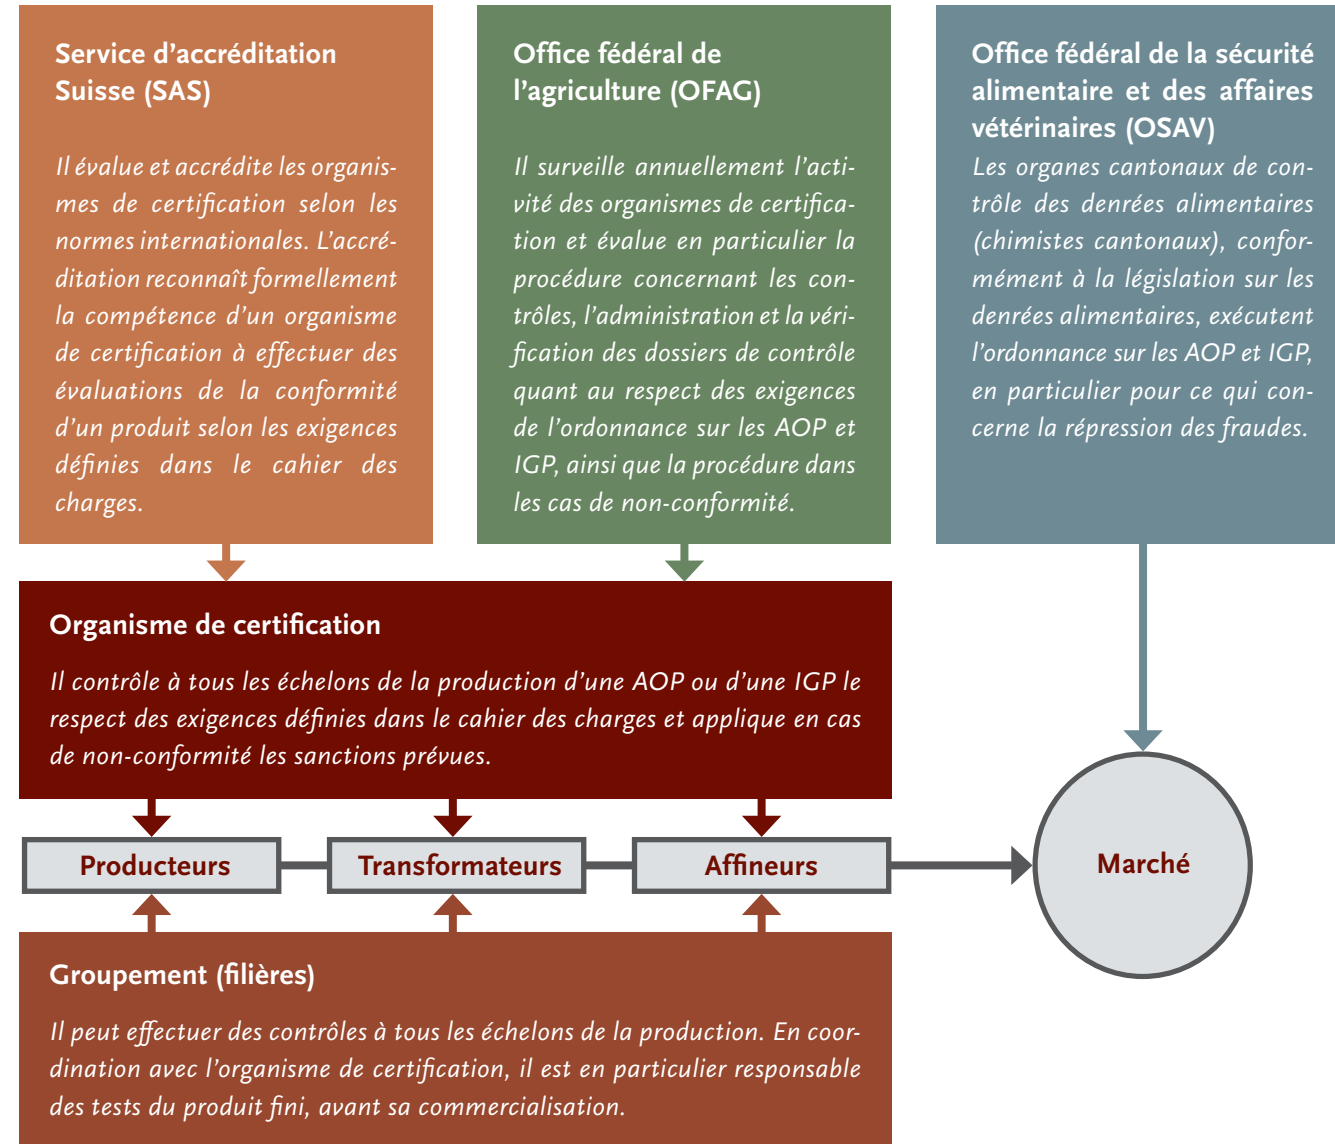 Service d’accréditation
Suisse (SAS)
Il évalue et accrédite les organis-
mes de certification selon les
normes internationales. L’accré-
ditation reconnaît formellement
la compétence d’un organisme
de certification à effectuer des
évaluations de la conformité
d’un produit selon les exigences
définies dans le cahier des
charges.
Office fédéral de
l’agriculture (OFAG)
Il surveille annuellement l’acti-
vité des organismes de certifica-
tion et évalue en particulier la
procédure concernant les con-
trôles, l’administration et la véri-
fication des dossiers de contrôle
quant au respect des exigences
de l’ordonnance sur les AOP et
IGP, ainsi que la procédure dans
les cas de non-conformité.
Office fédéral de la sécurité
alimentaire et des affaires
vétérinaires (OSAV)
Les organes cantonaux de con-
trôle des denrées alimentaires
(chimistes cantonaux), confor-
mément à la législation sur les
denrées alimentaires, exécutent
l’ordonnance sur les AOP et IGP,
en particulier pour ce qui con-
cerne la répression des fraudes.
Organisme de certification
Il contrôle à tous les échelons de la production d’une AOP ou d’une IGP le
respect des exigences définies dans le cahier des charges et applique en cas
de non-conformité les sanctions prévues.
Producteurs
Transformateurs
Affineurs
Marché
Groupement (filières)
Il peut effectuer des contrôles à tous les échelons de la production. En coor-
dination avec l’organisme de certification, il est en particulier responsable
des tests du produit fini, avant sa commercialisation.